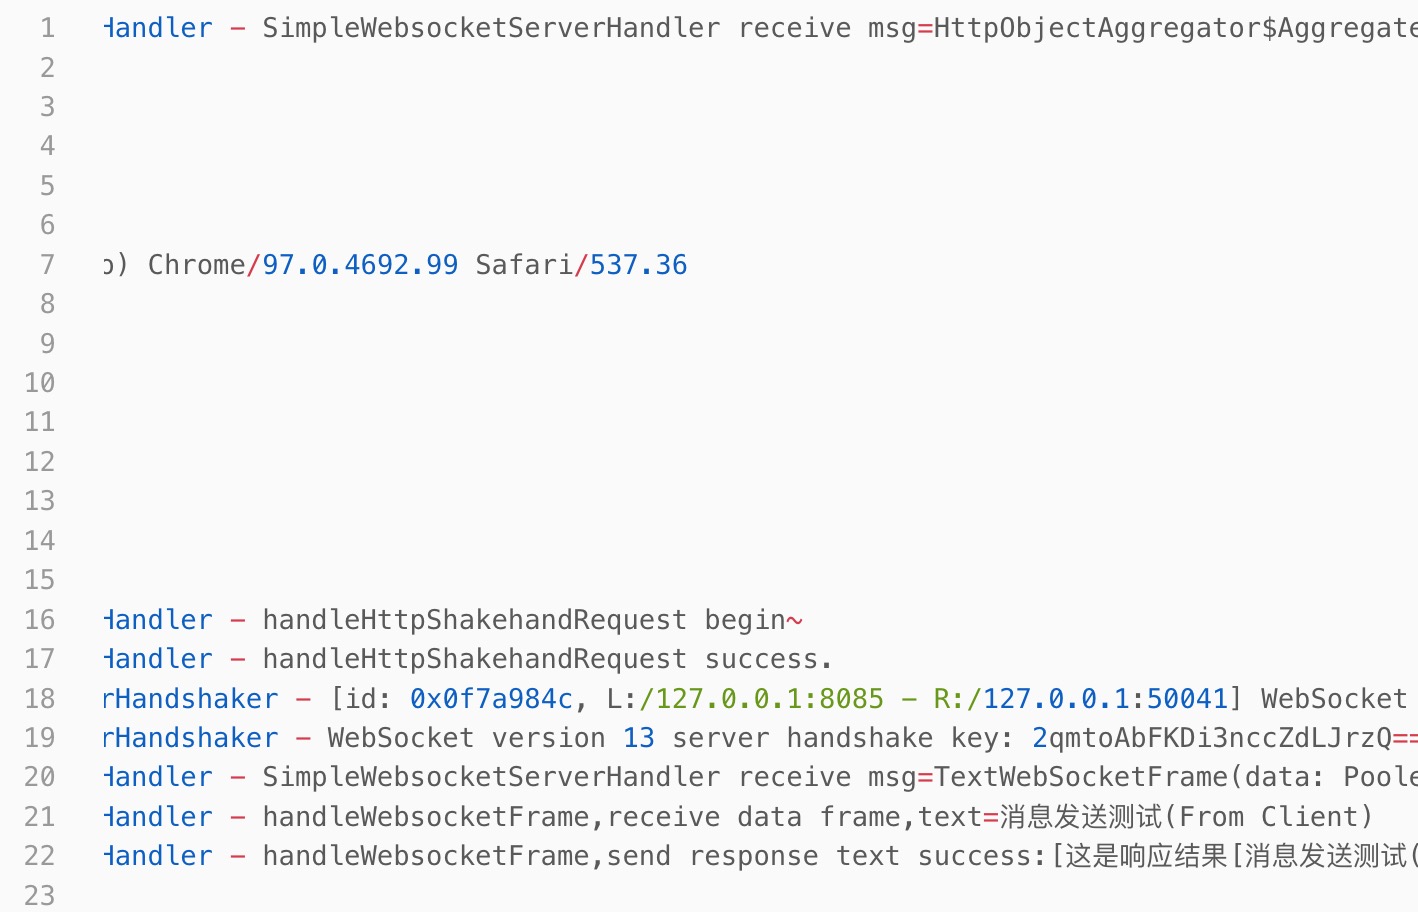 1 Handler - SimpleWebsocketServerHandler receive msg=HttpObjectAggregator$Aggregate
2
3
4
5
6
7 o) Chrome/97.0.4692.99 Safari/537.36
8
9
10
11
12
13
14
15
16 Handler - handleHttpShakehandRequest begin~
17 Handler - handleHttpShakehandRequest success.
18 rHandshaker - [id: 0x0f7a984c, L:/127.0.0.1:8085 - R:/127.0.0.1:50041] WebSocket
19 rHandshaker - WebSocket version 13 server handshake key: 2qmtoAbFKDi3nccZdLJrzQ==
20 Handler - SimpleWebsocketServerHandler receive msg=TextWebSocketFrame(data: Poole
21 Handler - handleWebsocketFrame,receive data frame,text=消息发送测试(From Client)
22 Handler - handleWebsocketFrame,send response text success:[这是响应结果[消息发送测试(
23